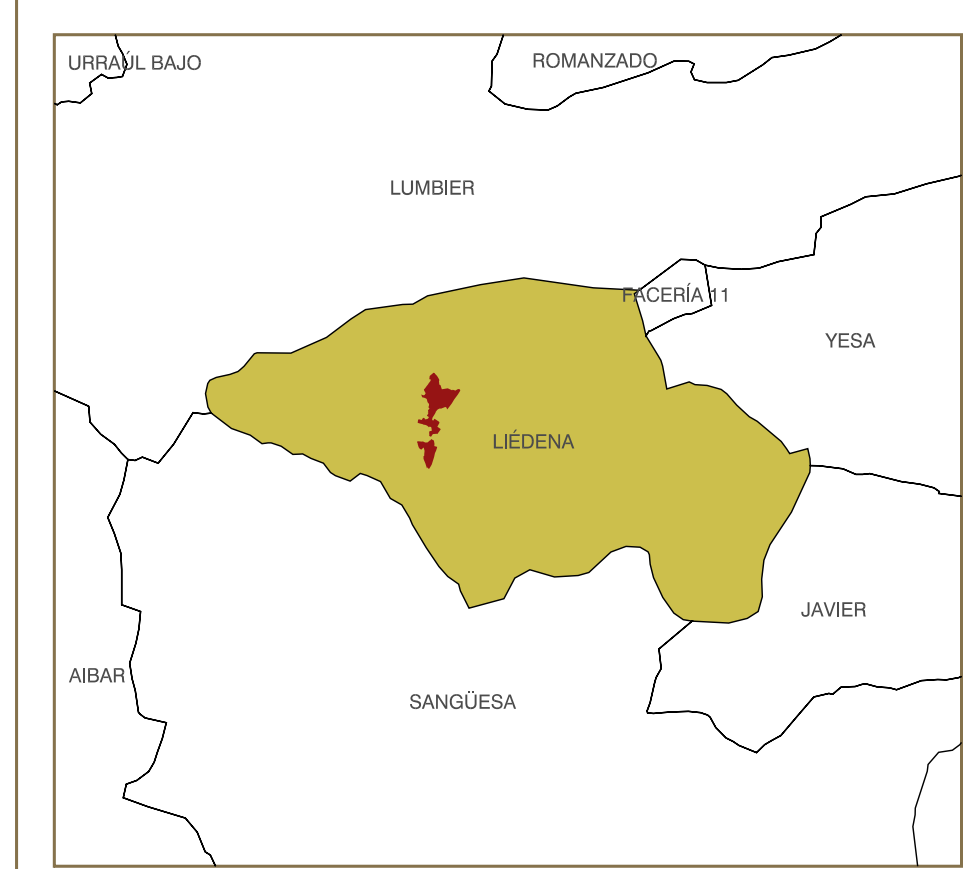 URRAÚL BAJO
ROMANZADO
LUMBIER
FACERÍA 11
YESA
LIÉDENA
JAVIER
AIBAR
SANGÜESA